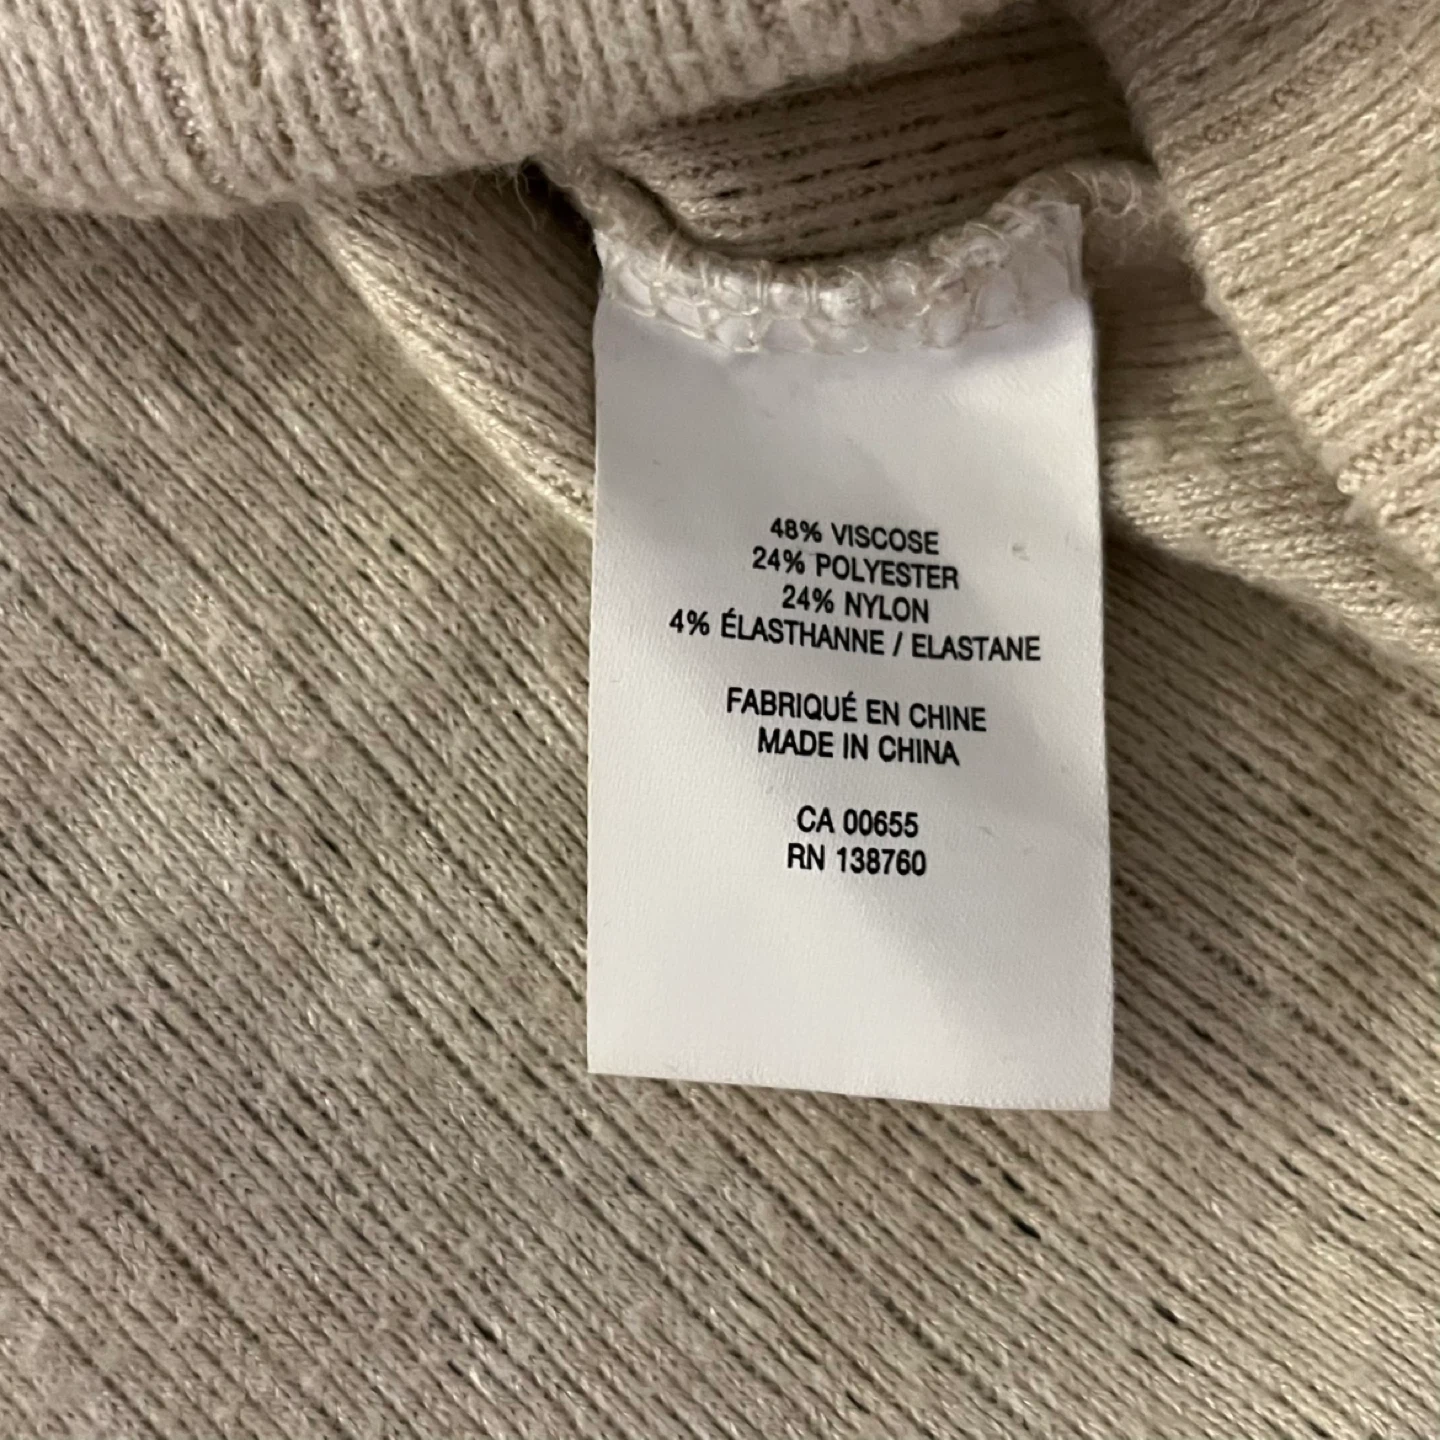 48% VISCOSE
24% POLYESTER
24% NYLON
4% ÉLASTHANNE / ELASTANE
FABRIQUÉ EN CHINE
MADE IN CHINA
CA 00655
RN 138760